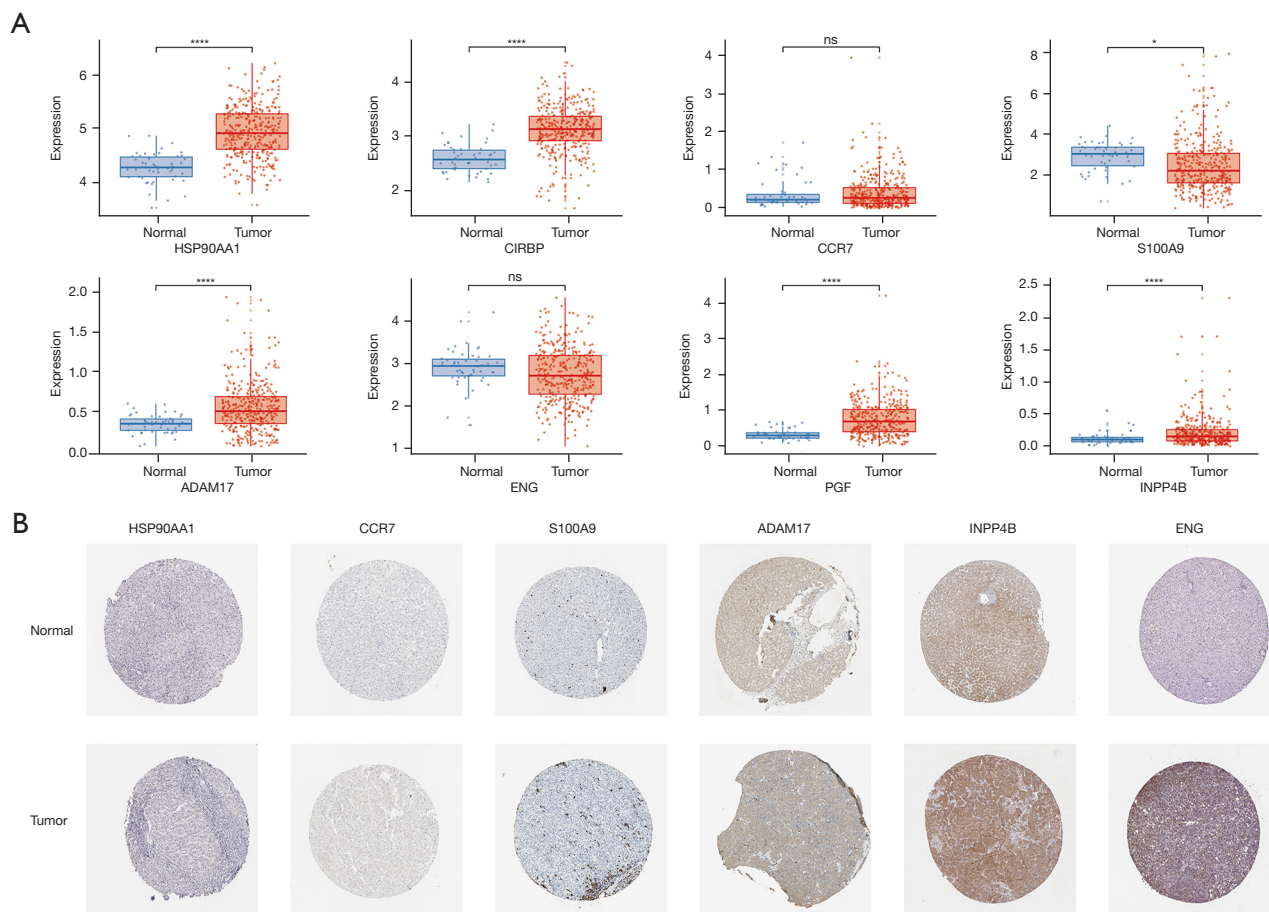 A
**** **** ns *
Expression Expression Expression Expression
6 5 4
4 3 2
4 3 2 1 0
8 6 4 2
Normal Tumor Normal Tumor Normal Tumor Normal Tumor
HSP90AA1 CIRBP CCR7 S100A9
**** ns **** ****
Expression Expression Expression Expression
2.0 1.5 1.0 0.5 0.0
4 3 2 1
4 3 2 1 0
2.5 2.0 1.5 1.0 0.5 0.0
Normal Tumor Normal Tumor Normal Tumor Normal Tumor
ADAM17 ENG PGF INPP4B
B
HSP90AA1 CCR7 S100A9 ADAM17 INPP4B ENG
Normal
Tumor